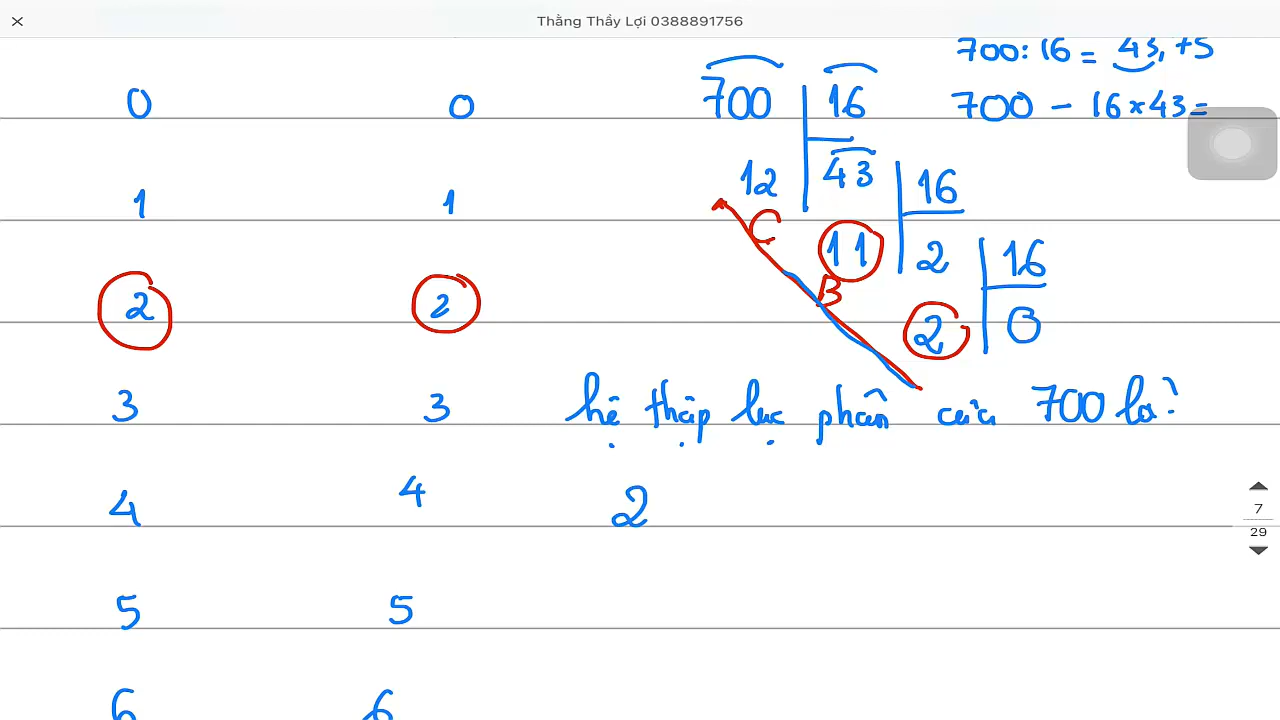 Thằng Thầy Lợi 0388891756
700 : 16 = 43, +5
700 - 16 x 43 =
0 0 700 16
12 43 16
1 1 C 11 2 16
2 2 B 2 0
3 3 hệ thập lục phân của 700 là?
4 4 2
7
29
5 5
6 6